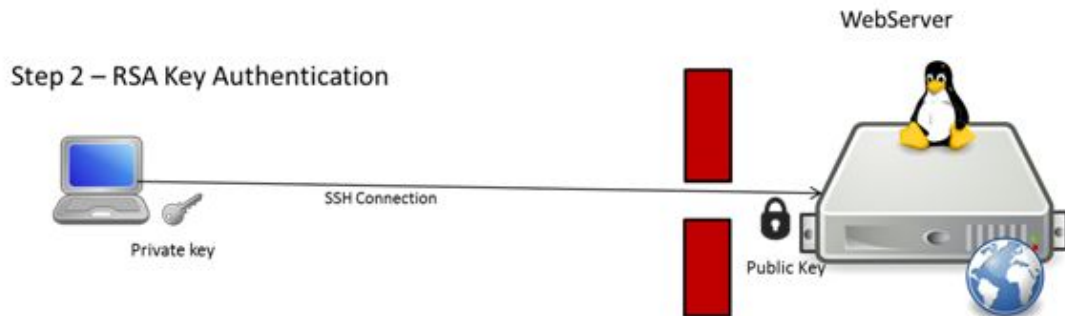 WebServer
Step 2 – RSA Key Authentication
SSH Connection
Private key
Public Key